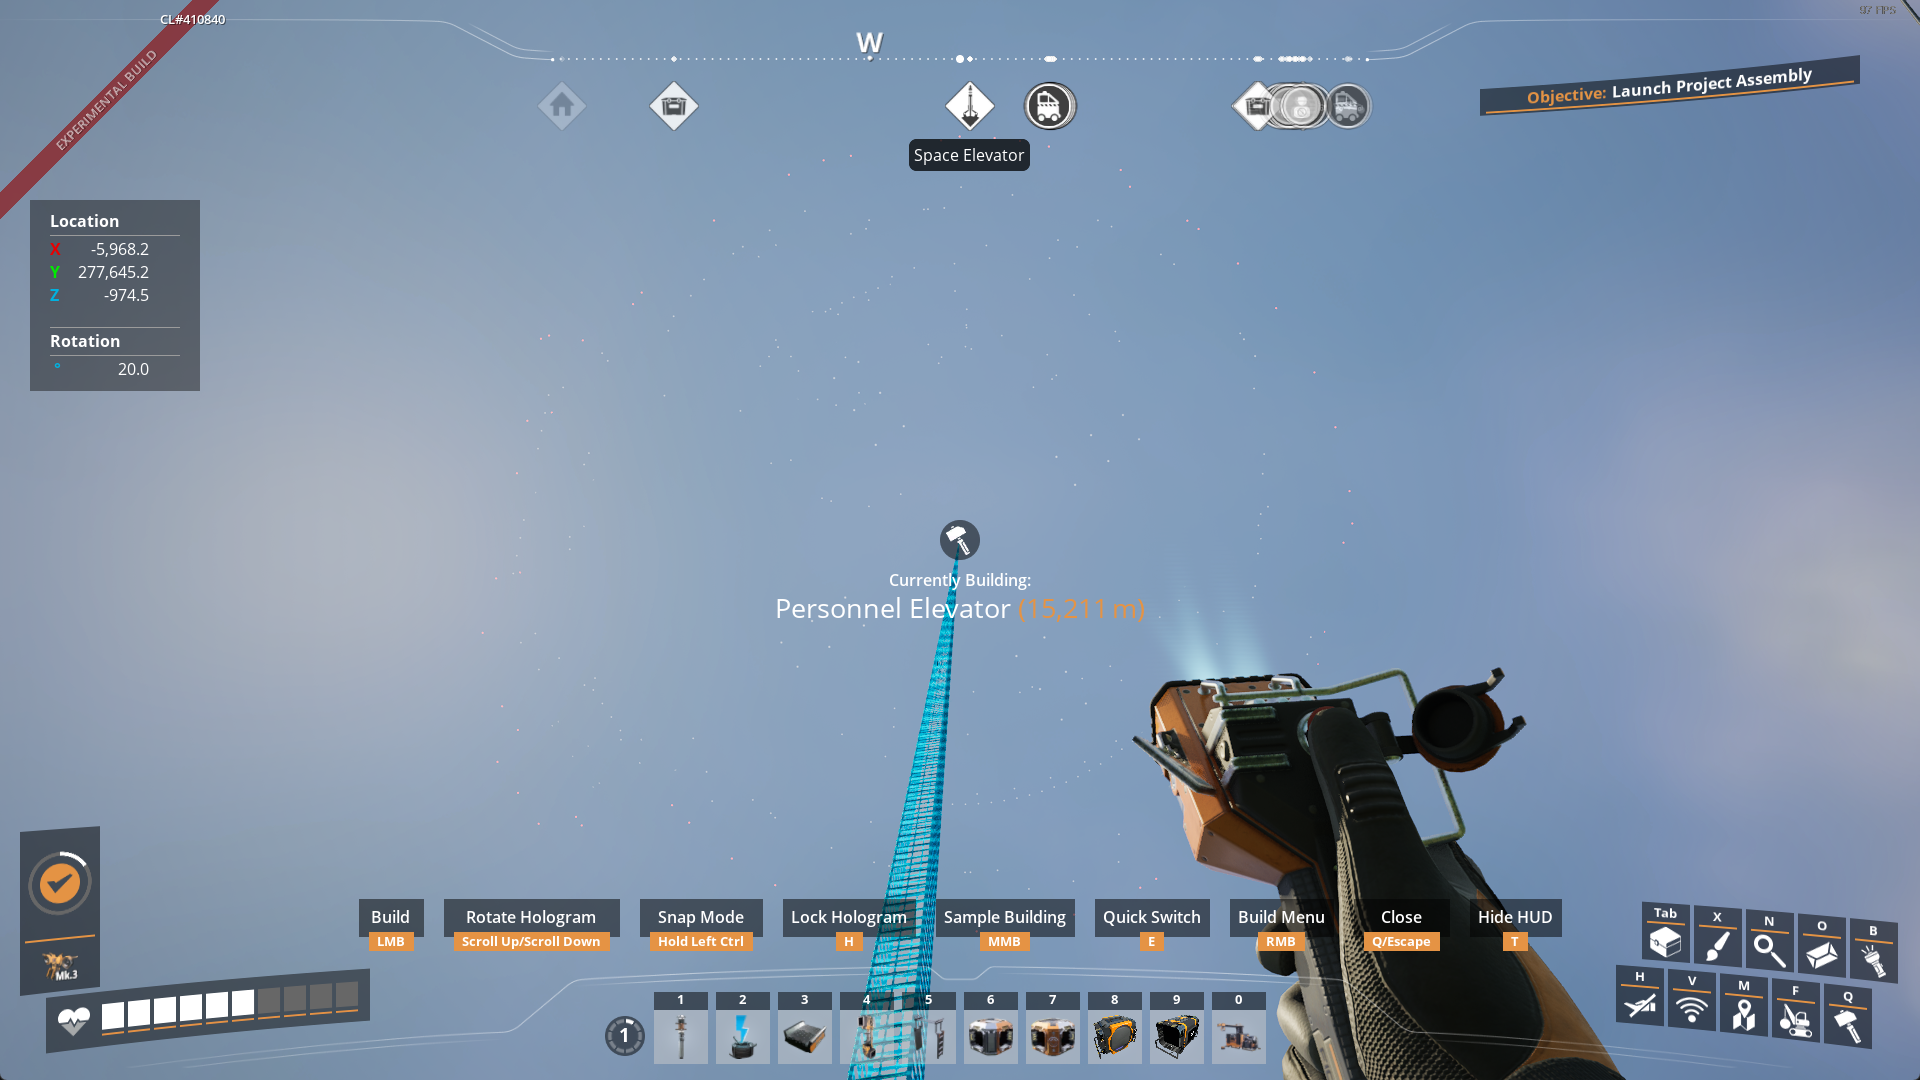 CL#410840
97 FPS
EXPERIMENTAL BUILD
W
Objective: Launch Project Assembly
Space Elevator
Location
X -5,968.2
Y 277,645.2
Z -974.5
Rotation
° 20.0
Currently Building:
Personnel Elevator (15,211 m)
Build
LMB
Rotate Hologram
Scroll Up/Scroll Down
Snap Mode
Hold Left Ctrl
Lock Hologram
H
Sample Building
MMB
Quick Switch
E
Build Menu
RMB
Close
Q/Escape
Hide HUD
T
Tab X N O B
H V M F Q
Mk.3
1
1 2 3 4 5 6 7 8 9 0